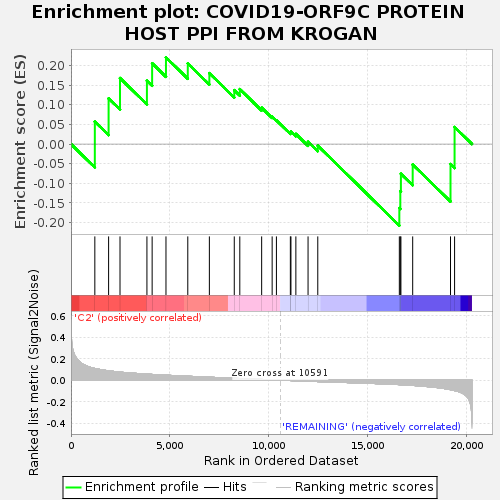 Enrichment plot: COVID19-ORF9C PROTEIN
HOST PPI FROM KROGAN
Enrichment score (ES)
0.20
0.15
0.10
0.05
0.00
-0.05
-0.10
-0.15
-0.20
'C2' (positively correlated)
Ranked list metric (Signal2Noise)
0.6
0.4
0.2
0.0
-0.2
-0.4
Zero cross at 10591
'REMAINING' (negatively correlated)
0
5,000
10,000
15,000
20,000
Rank in Ordered Dataset
Enrichment profile
Hits
Ranking metric scores